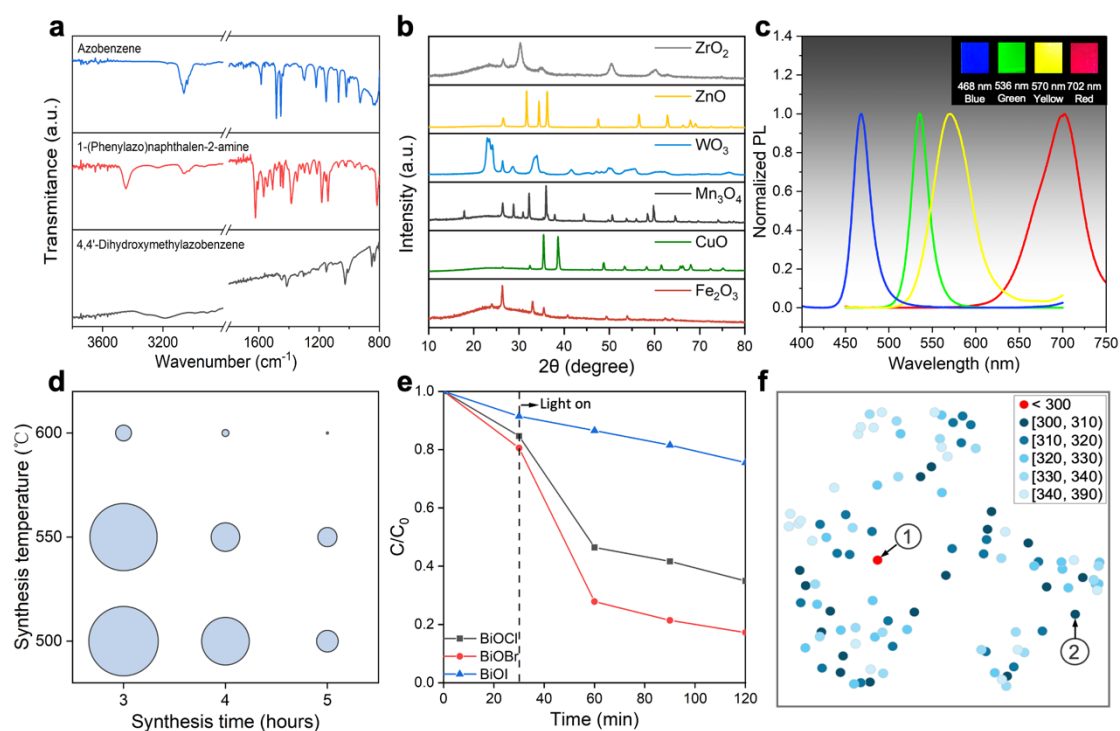 a
Azobenzene
1-(Phenylazo)naphthalen-2-amine
4,4'-Dihydroxymethylazobenzene
Transmitance (a.u.)
3800 3000 1600 1200 800
Wavenumber (cm⁻¹)
b
ZrO₂
ZnO
WO₃
Mn₃O₄
CuO
Fe₂O₃
Intensity (a.u.)
10 20 30 40 50 60 70 80
2θ (degree)
c
468 nm 536 nm 570 nm 702 nm
Blue Green Yellow Red
Normalized PL
1.4
1.2
1.0
0.8
0.6
0.4
0.2
0.0
400 450 500 550 600 650 700 750
Wavelength (nm)
d
Synthesis temperature (℃)
600
550
500
3 4 5
Synthesis time (hours)
e
Light on
C/C₀
1.0
0.8
0.6
0.4
0.2
0.0
BiOCl
BiOBr
BiOI
0 20 40 60 80 100 120
Time (min)
f
< 300
[300, 310)
[310, 320)
[320, 330)
[330, 340)
[340, 390)
1
2